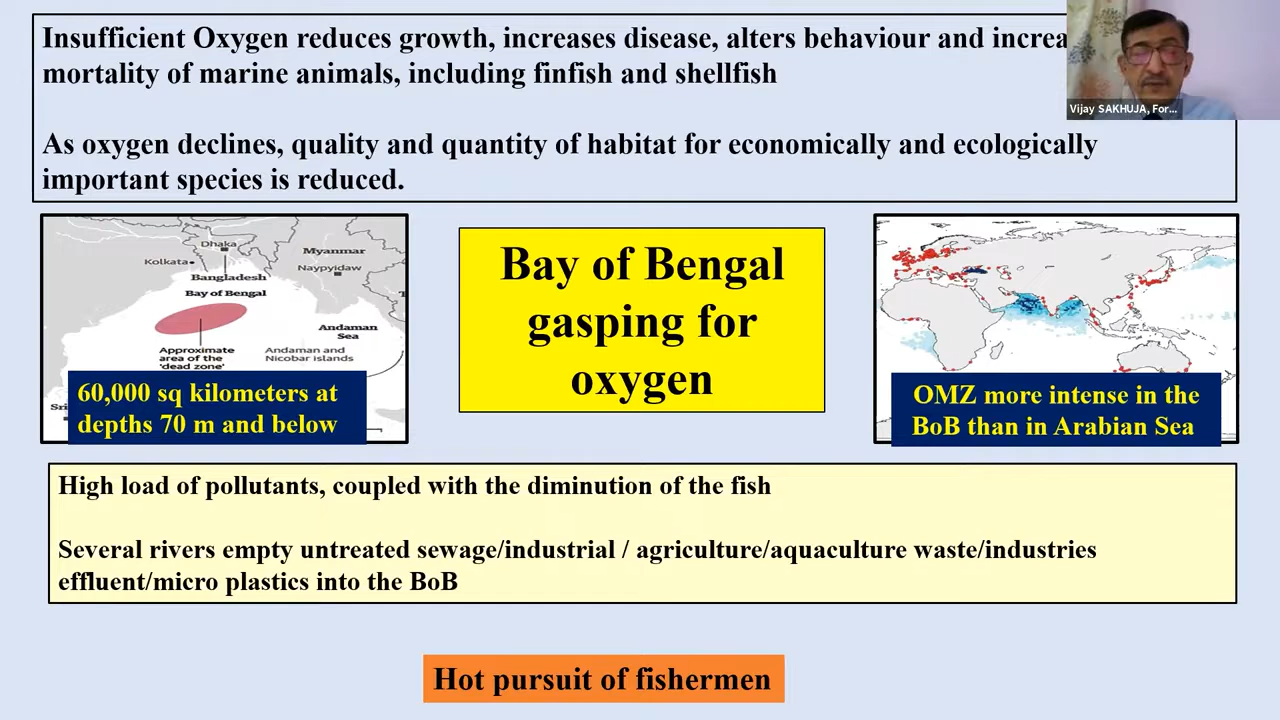 Insufficient Oxygen reduces growth, increases disease, alters behaviour and increa
mortality of marine animals, including finfish and shellfish
As oxygen declines, quality and quantity of habitat for economically and ecologically
important species is reduced.
Vijay SAKHUJA, For...
Dhaka
Kolkata
Bangladesh
Bay of Bengal
Myanmar
Naypyidaw
Andaman
Sea
Approximate
area of the
'dead zone'
Andaman and
Nicobar islands
Sri
60,000 sq kilometers at
depths 70 m and below
Bay of Bengal
gasping for
oxygen
OMZ more intense in the
BoB than in Arabian Sea
High load of pollutants, coupled with the diminution of the fish
Several rivers empty untreated sewage/industrial / agriculture/aquaculture waste/industries
effluent/micro plastics into the BoB
Hot pursuit of fishermen